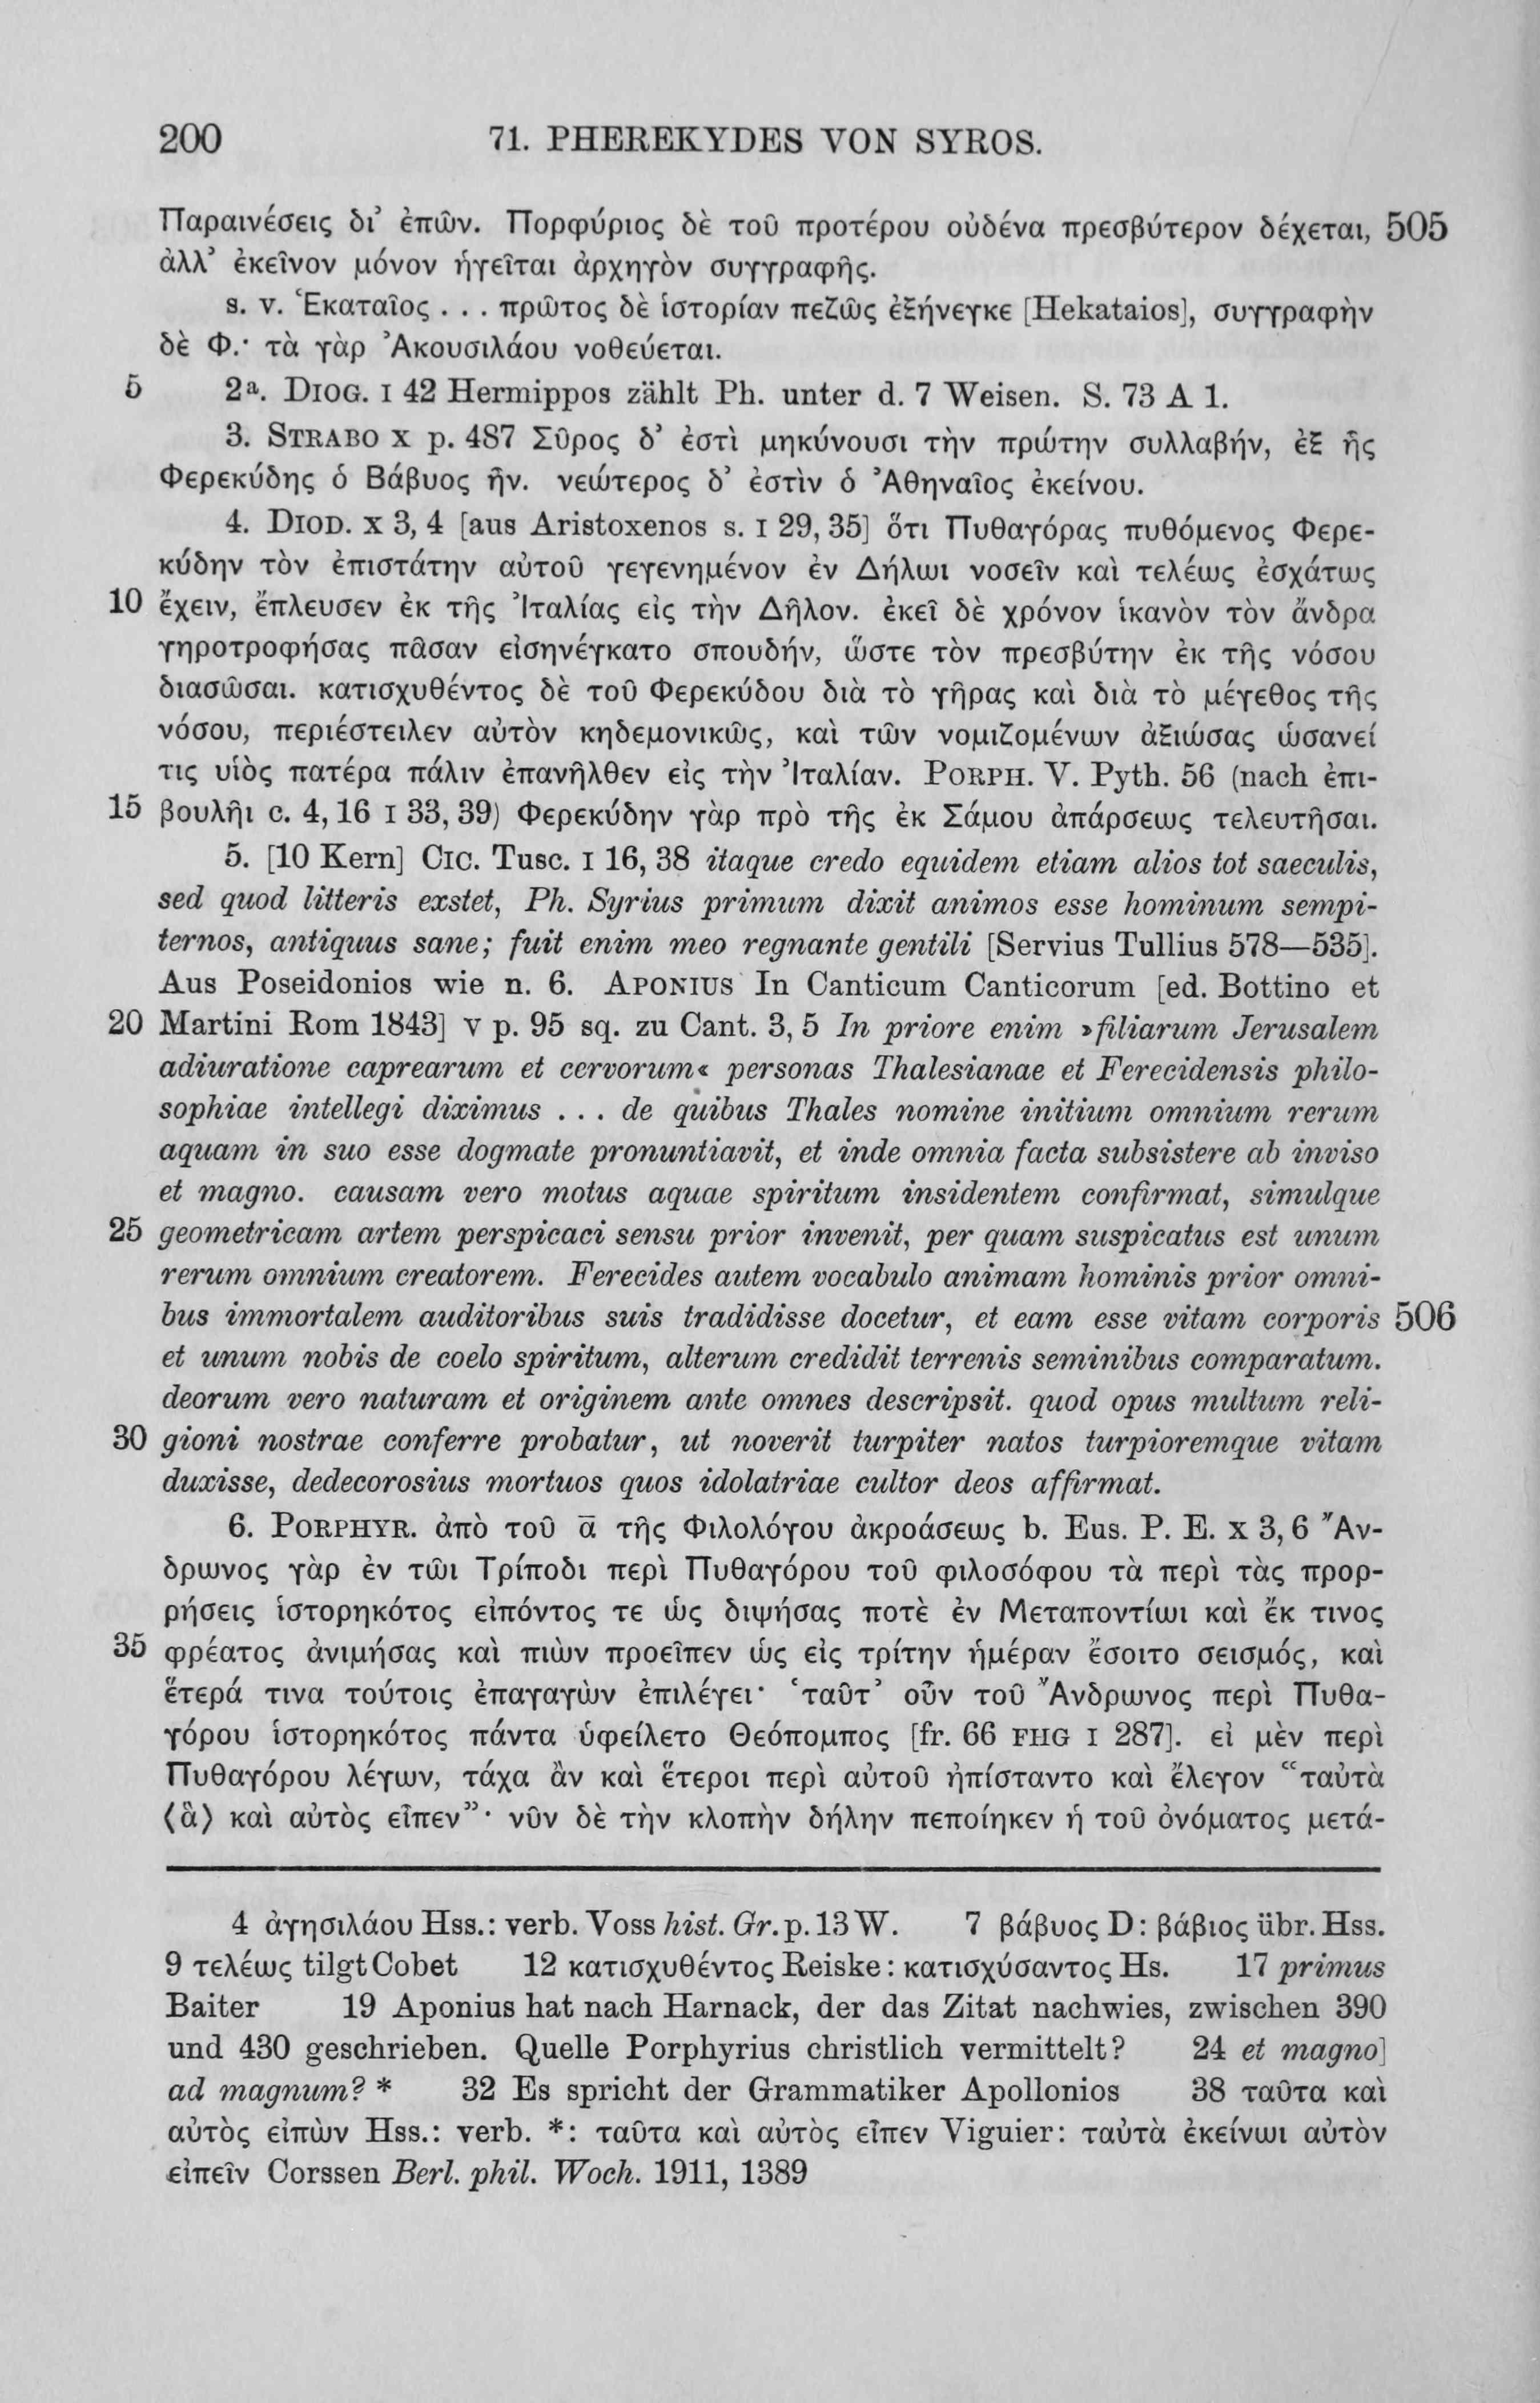 200 71. PHEREKYDES VON SYROS.
Παραινέσεις δι’ ἐπῶν. Πορφύριος δὲ τοῦ προτέρου οὐδένα πρεσβύτερον δέχεται, 505
ἀλλ’ ἐκεῖνον μόνον ἡγεῖται ἀρχηγὸν συγγραφῆς.
s. v. Ἑκαταῖος . . . πρῶτος δὲ ἱστορίαν πεζῶς ἐξήνεγκε [Hekataios], συγγραφὴν
δὲ Φ.· τὰ γὰρ Ἀκουσιλάου νοθεύεται.
5 2ª. DIOG. I 42 Hermippos zählt Ph. unter d. 7 Weisen. S. 73 A 1.
3. STRABO X p. 487 Σῦρος δ’ ἐστὶ μηκύνουσι τὴν πρώτην συλλαβήν, ἐξ ἧς
Φερεκύδης ὁ Βάβυος ἦν. νεώτερος δ’ ἐστὶν ὁ Ἀθηναῖος ἐκείνου.
4. DIOD. X 3, 4 [aus Aristoxenos s. I 29, 35] ὅτι Πυθαγόρας πυθόμενος Φερε-
κύδην τὸν ἐπιστάτην αὐτοῦ γεγενημένον ἐν Δήλωι νοσεῖν καὶ τελέως ἐσχάτως
10 ἔχειν, ἔπλευσεν ἐκ τῆς Ἰταλίας εἰς τὴν Δῆλον. ἐκεῖ δὲ χρόνον ἱκανὸν τὸν ἄνδρα
γηροτροφήσας πᾶσαν εἰσηνέγκατο σπουδήν, ὥστε τὸν πρεσβύτην ἐκ τῆς νόσου
διασῶσαι. κατισχυθέντος δὲ τοῦ Φερεκύδου διὰ τὸ γῆρας καὶ διὰ τὸ μέγεθος τῆς
νόσου, περιέστειλεν αὐτὸν κηδεμονικῶς, καὶ τῶν νομιζομένων ἀξιώσας ὡσανεί
τις υἱὸς πατέρα πάλιν ἐπανῆλθεν εἰς τὴν Ἰταλίαν. PORPH. V. Pyth. 56 (nach ἐπι-
15 βουλῆι c. 4, 16 I 33, 39) Φερεκύδην γὰρ πρὸ τῆς ἐκ Σάμου ἀπάρσεως τελευτῆσαι.
5. [10 Kern] CIC. Tusc. I 16, 38 itaque credo equidem etiam alios tot saeculis,
sed quod litteris exstet, Ph. Syrius primum dixit animos esse hominum sempi-
ternos, antiquus sane; fuit enim meo regnante gentili [Servius Tullius 578—535].
Aus Poseidonios wie n. 6. APONIUS In Canticum Canticorum [ed. Bottino et
20 Martini Rom 1843] V p. 95 sq. zu Cant. 3, 5 In priore enim »filiarum Jerusalem
adiuratione caprearum et cervorum« personas Thalesianae et Ferecidensis philo-
sophiae intellegi diximus . . . de quibus Thales nomine initium omnium rerum
aquam in suo esse dogmate pronuntiavit, et inde omnia facta subsistere ab inviso
et magno. causam vero motus aquae spiritum insidentem confirmat, simulque
25 geometricam artem perspicaci sensu prior invenit, per quam suspicatus est unum
rerum omnium creatorem. Ferecides autem vocabulo animam hominis prior omni-
bus immortalem auditoribus suis tradidisse docetur, et eam esse vitam corporis 506
et unum nobis de coelo spiritum, alterum credidit terrenis seminibus comparatum.
deorum vero naturam et originem ante omnes descripsit. quod opus multum reli-
30 gioni nostrae conferre probatur, ut noverit turpiter natos turpioremque vitam
duxisse, dedecorosius mortuos quos idolatriae cultor deos affirmat.
6. PORPHYR. ἀπὸ τοῦ ᾱ τῆς Φιλολόγου ἀκροάσεως b. Eus. P. E. X 3, 6 Ἄν-
δρωνος γὰρ ἐν τῶι Τρίποδι περὶ Πυθαγόρου τοῦ φιλοσόφου τὰ περὶ τὰς προρ-
ρήσεις ἱστορηκότος εἰπόντος τε ὡς διψήσας ποτὲ ἐν Μεταποντίωι καὶ ἔκ τινος
35 φρέατος ἀνιμήσας καὶ πιὼν προεῖπεν ὡς εἰς τρίτην ἡμέραν ἔσοιτο σεισμός, καὶ
ἕτερά τινα τούτοις ἐπαγαγὼν ἐπιλέγει· ‘ταῦτ’ οὖν τοῦ Ἄνδρωνος περὶ Πυθα-
γόρου ἱστορηκότος πάντα ὑφείλετο Θεόπομπος [fr. 66 FHG I 287]. εἰ μὲν περὶ
Πυθαγόρου λέγων, τάχα ἂν καὶ ἕτεροι περὶ αὐτοῦ ἠπίσταντο καὶ ἔλεγον “ταὐτὰ
⟨ἃ⟩ καὶ αὐτὸς εἶπεν”· νῦν δὲ τὴν κλοπὴν δήλην πεποίηκεν ἡ τοῦ ὀνόματος μετά-
4 ἀγησιλάου Hss.: verb. Voss hist. Gr. p. 13 W. 7 βάβυος D: βάβιος übr. Hss.
9 τελέως tilgt Cobet 12 κατισχυθέντος Reiske: κατισχύσαντος Hs. 17 primus
Baiter 19 Aponius hat nach Harnack, der das Zitat nachwies, zwischen 390
und 430 geschrieben. Quelle Porphyrius christlich vermittelt? 24 et magno]
ad magnum? * 32 Es spricht der Grammatiker Apollonios 38 ταῦτα καὶ
αὐτὸς εἰπὼν Hss.: verb. *: ταῦτα καὶ αὐτὸς εἶπεν Viguier: ταὐτὰ ἐκείνωι αὐτὸν
εἰπεῖν Corssen Berl. phil. Woch. 1911, 1389